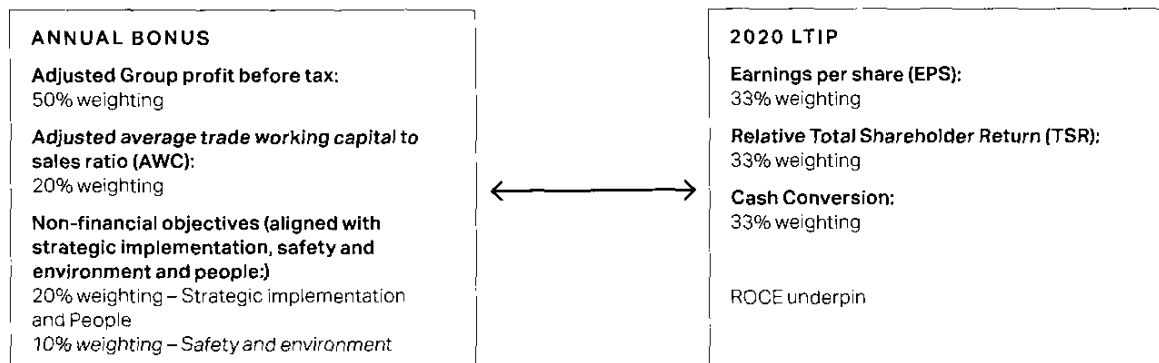 ANNUAL BONUS
Adjusted Group profit before tax:
50% weighting
Adjusted average trade working capital to
sales ratio (AWC):
20% weighting
Non-financial objectives (aligned with
strategic implementation, safety and
environment and people:)
20% weighting – Strategic implementation
and People
10% weighting – Safety and environment
2020 LTIP
Earnings per share (EPS):
33% weighting
Relative Total Shareholder Return (TSR):
33% weighting
Cash Conversion:
33% weighting
ROCE underpin